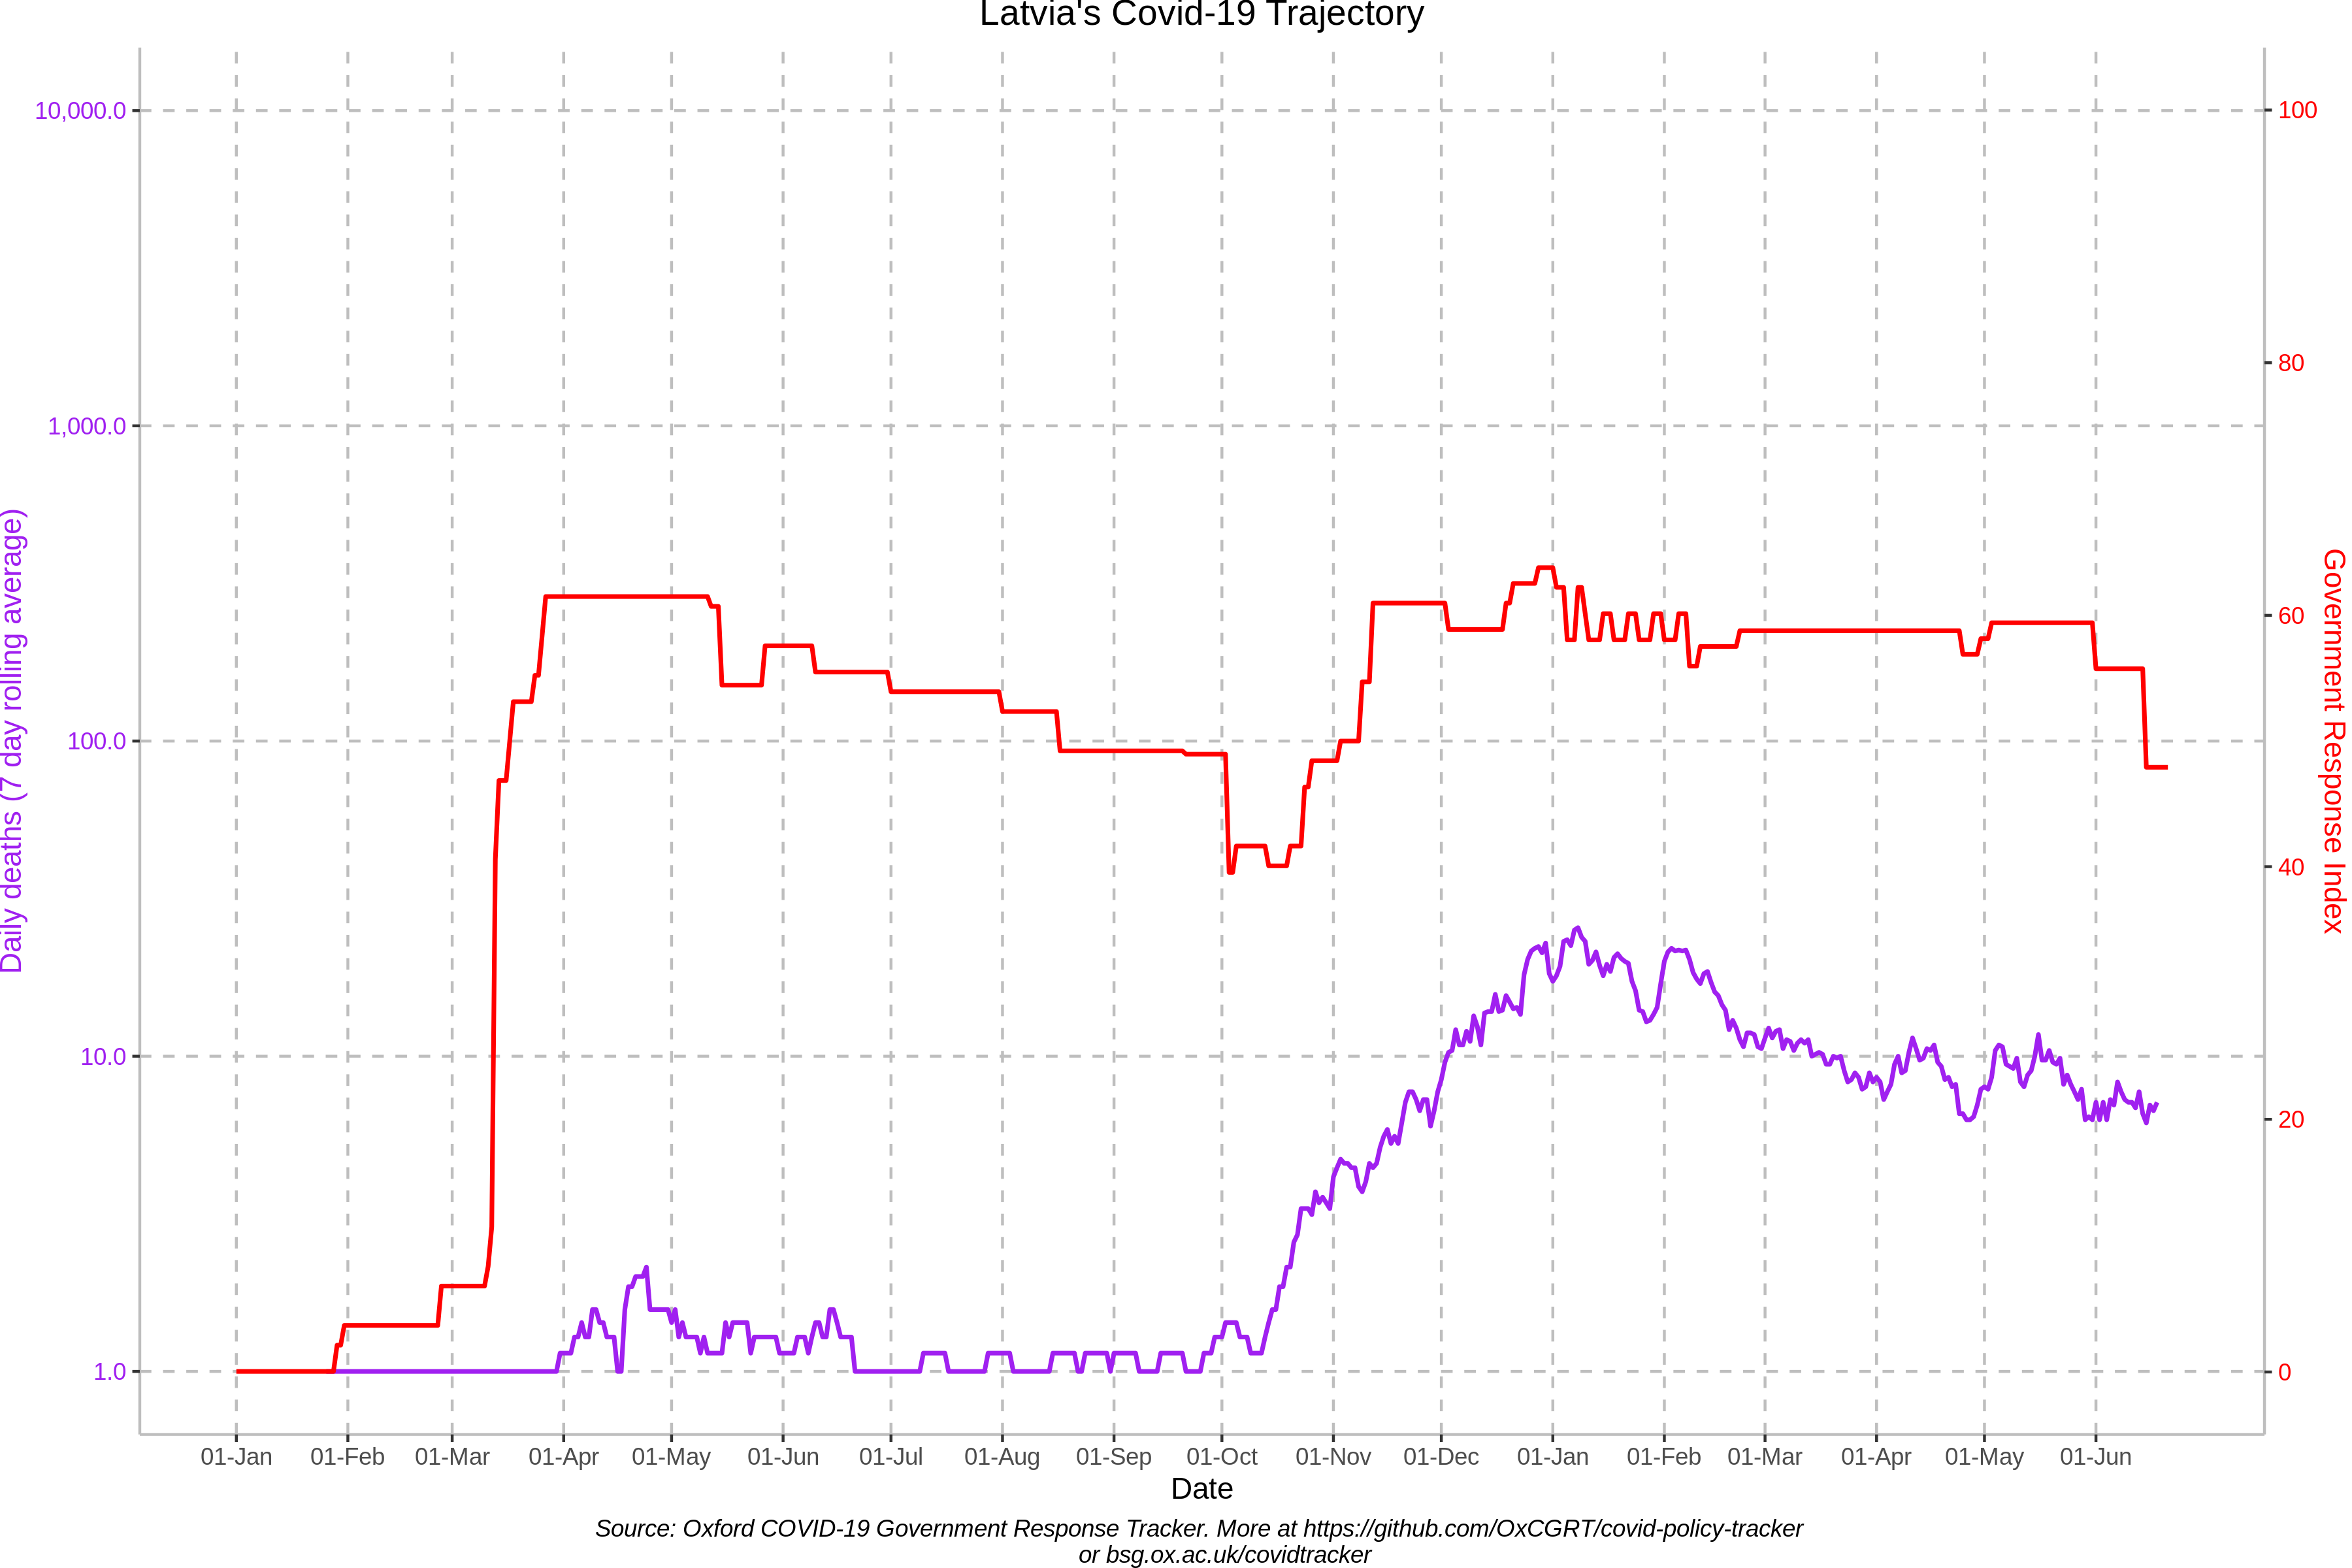 Latvia's Covid-19 Trajectory
10,000.0
1,000.0
100.0
10.0
1.0
Daily deaths (7 day rolling average)
100
80
60
40
20
0
Government Response Index
01-Jan 01-Feb 01-Mar 01-Apr 01-May 01-Jun 01-Jul 01-Aug 01-Sep 01-Oct 01-Nov 01-Dec 01-Jan 01-Feb 01-Mar 01-Apr 01-May 01-Jun
Date
Source: Oxford COVID-19 Government Response Tracker. More at https://github.com/OxCGRT/covid-policy-tracker
or bsg.ox.ac.uk/covidtracker